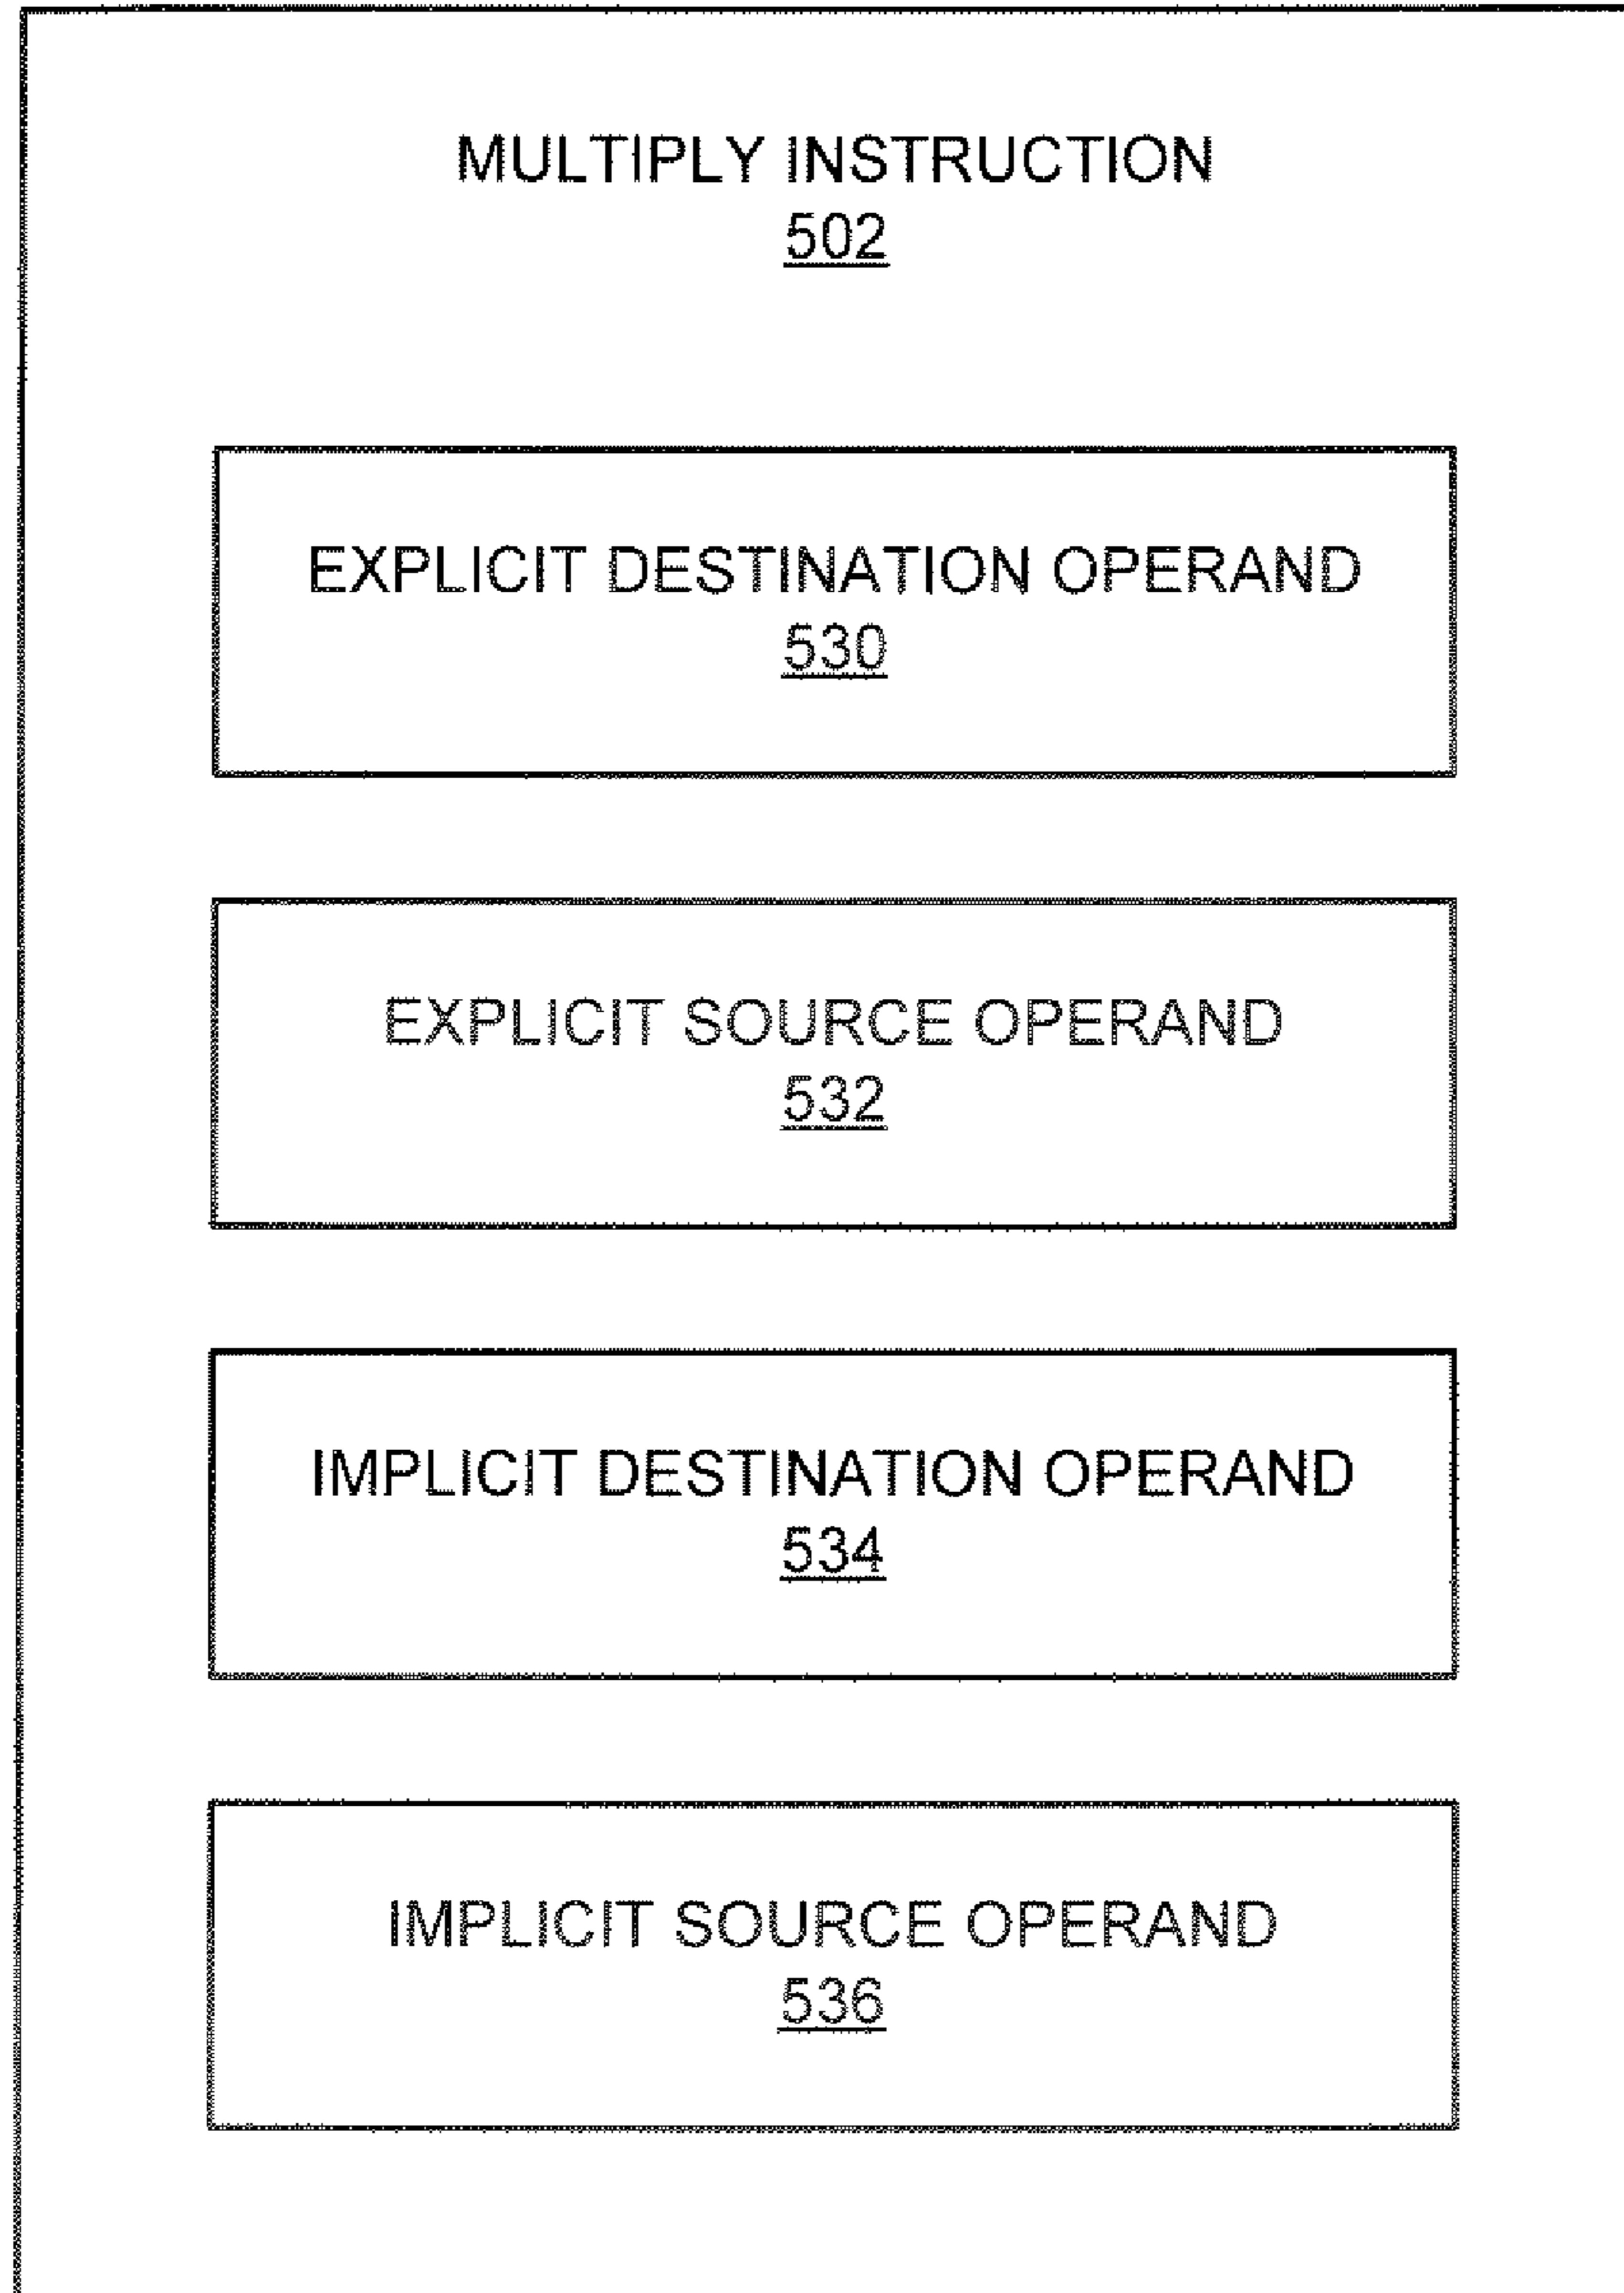 MULTIPLY INSTRUCTION
502
EXPLICIT DESTINATION OPERAND
530
EXPLICIT SOURCE OPERAND
532
IMPLICIT DESTINATION OPERAND
534
IMPLICIT SOURCE OPERAND
536